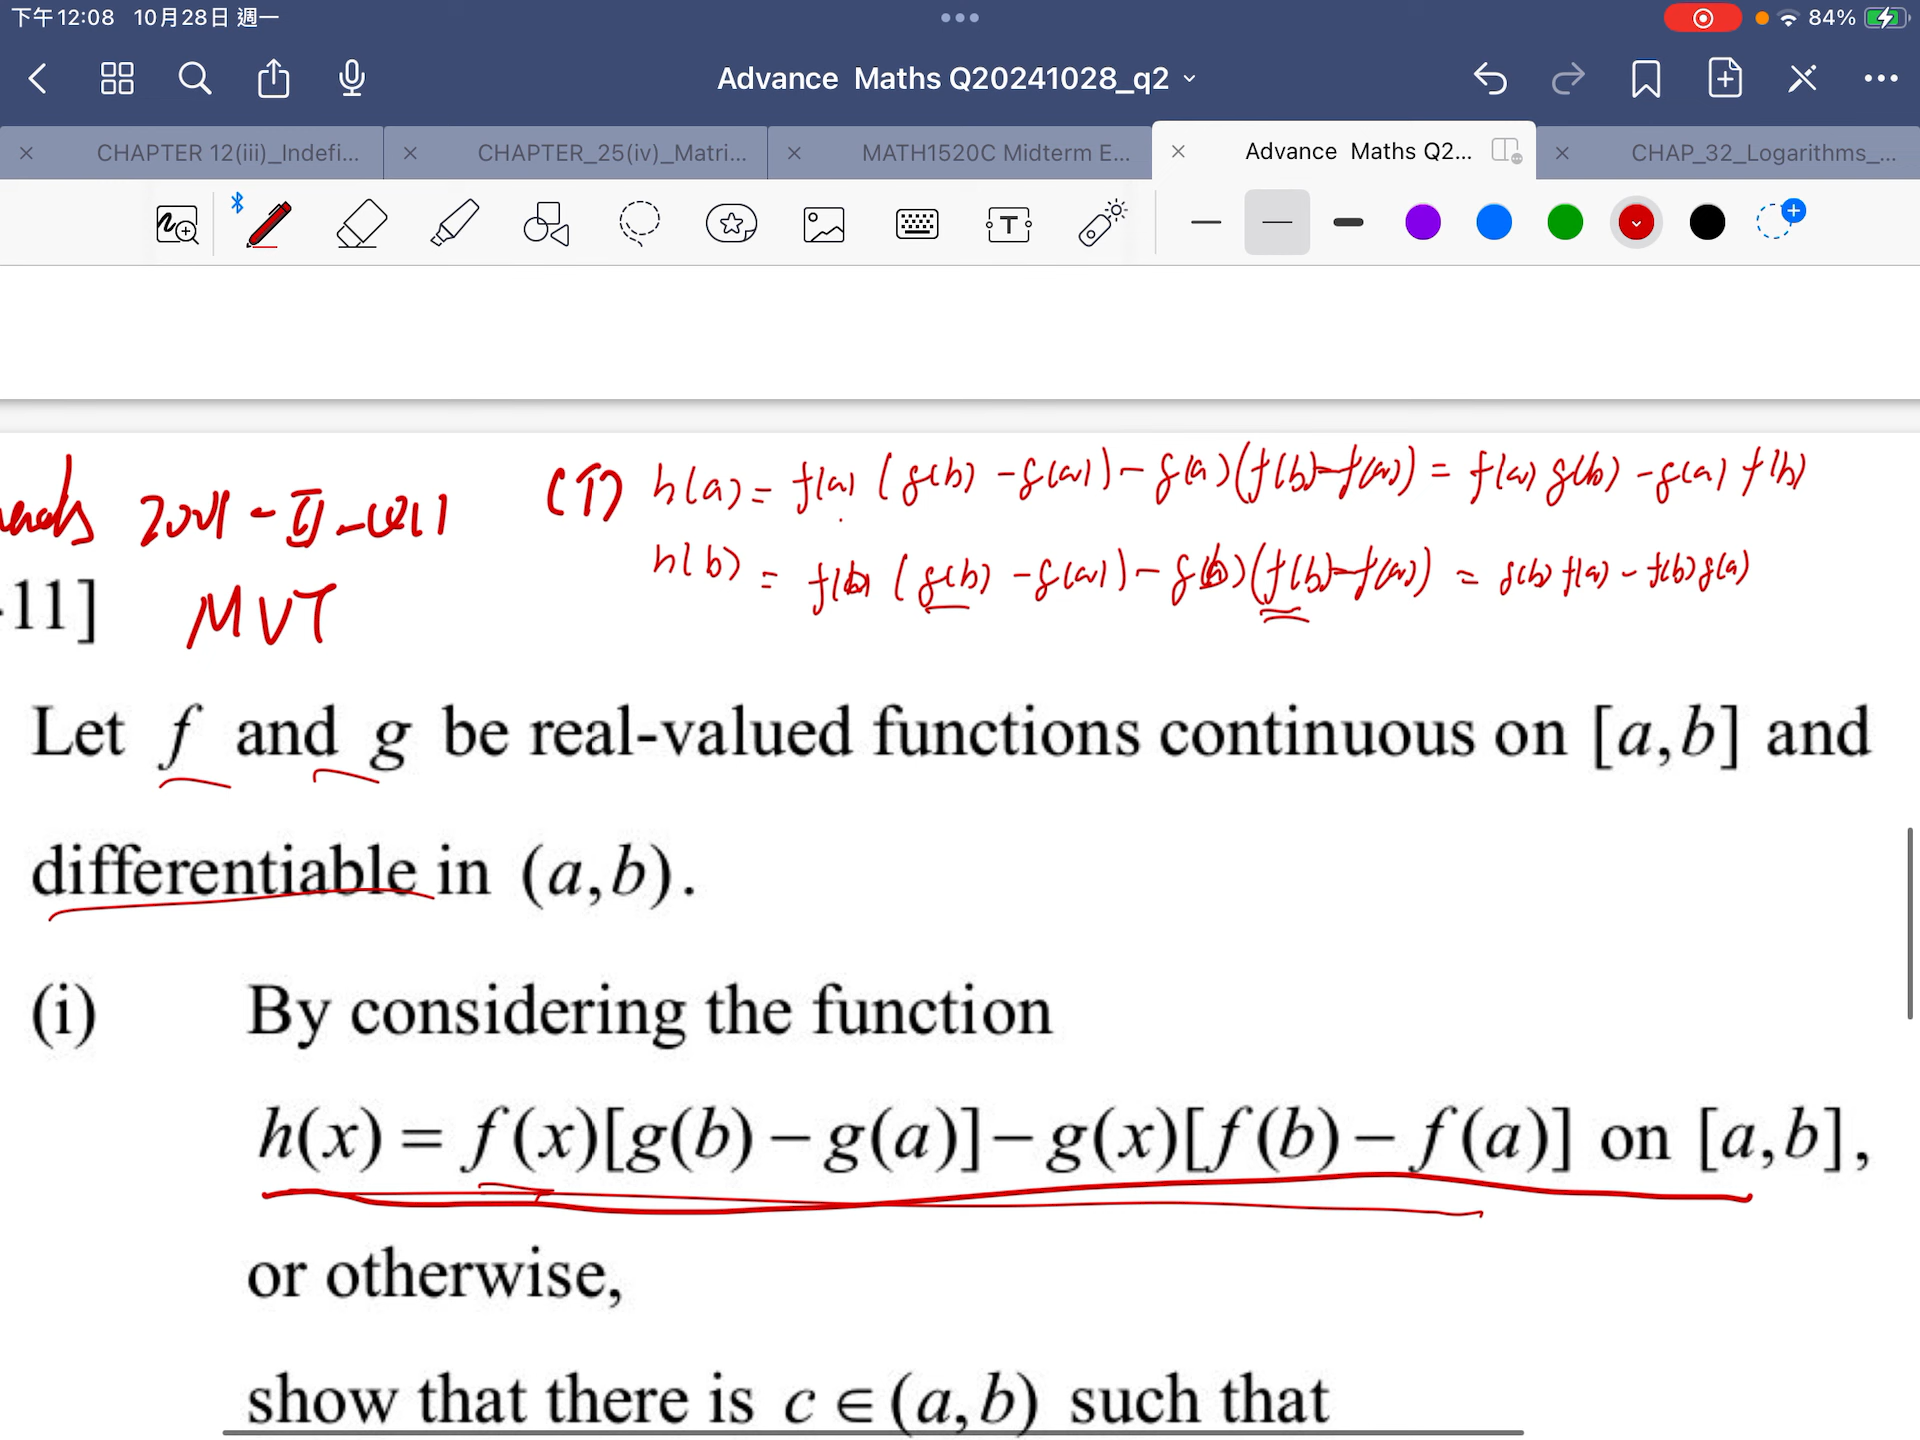 下午12:08 10月28日 週一
84%
Advance Maths Q20241028_q2
CHAPTER 12(iii)_Indefi...
CHAPTER_25(iv)_Matri...
MATH1520C Midterm E...
Advance Maths Q2...
CHAP_32_Logarithms_...
2001 - II - Q11
(i) h(a) = f(a) (g(b) - g(a)) - g(a)(f(b) - f(a)) = f(a) g(b) - g(a) f(b)
h(b) = f(b) (g(b) - g(a)) - g(b)(f(b) - f(a)) = g(b) f(a) - f(b) g(a)
-11] MVT
Let f and g be real-valued functions continuous on [a,b] and
differentiable in (a,b).
(i) By considering the function
h(x) = f(x)[g(b) − g(a)] − g(x)[f(b) − f(a)] on [a,b],
or otherwise,
show that there is c ∈ (a,b) such that